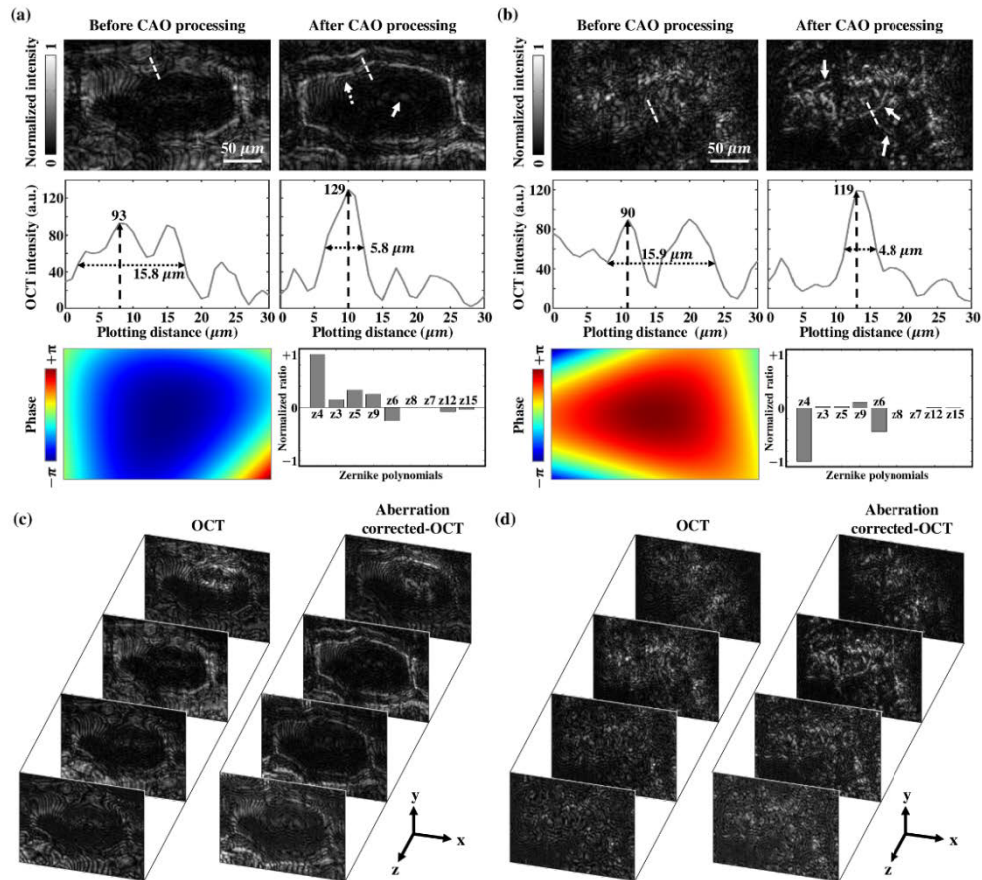 (a)
Before CAO processing
After CAO processing
Normalized intensity
0
1
50 μm
OCT intensity (a.u.)
120
80
40
0
93
15.8 μm
129
5.8 μm
0 5 10 15 20 25 30
0 5 10 15 20 25 30
Plotting distance (μm)
Plotting distance (μm)
Phase
+π
−π
Normalized ratio
+1
0
−1
z4 z3 z5 z9 z6 z8 z7 z12 z15
Zernike polynomials
(b)
Before CAO processing
After CAO processing
Normalized intensity
0
1
50 μm
OCT intensity (a.u.)
120
80
40
0
90
15.9 μm
119
4.8 μm
0 5 10 15 20 25 30
0 5 10 15 20 25 30
Plotting distance (μm)
Plotting distance (μm)
Phase
+π
−π
Normalized ratio
+1
0
−1
z4 z3 z5 z9 z6 z8 z7 z12 z15
Zernike polynomials
(c)
OCT
Aberration
corrected-OCT
y
x
z
(d)
OCT
Aberration
corrected-OCT
y
x
z